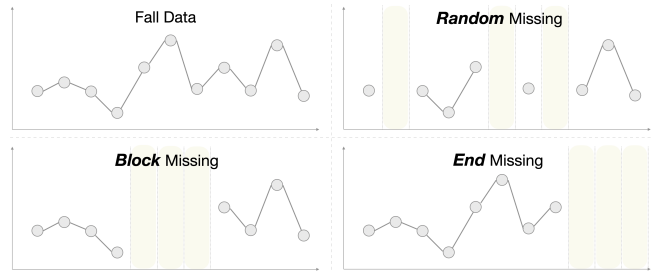 Fall Data
Random Missing
Block Missing
End Missing